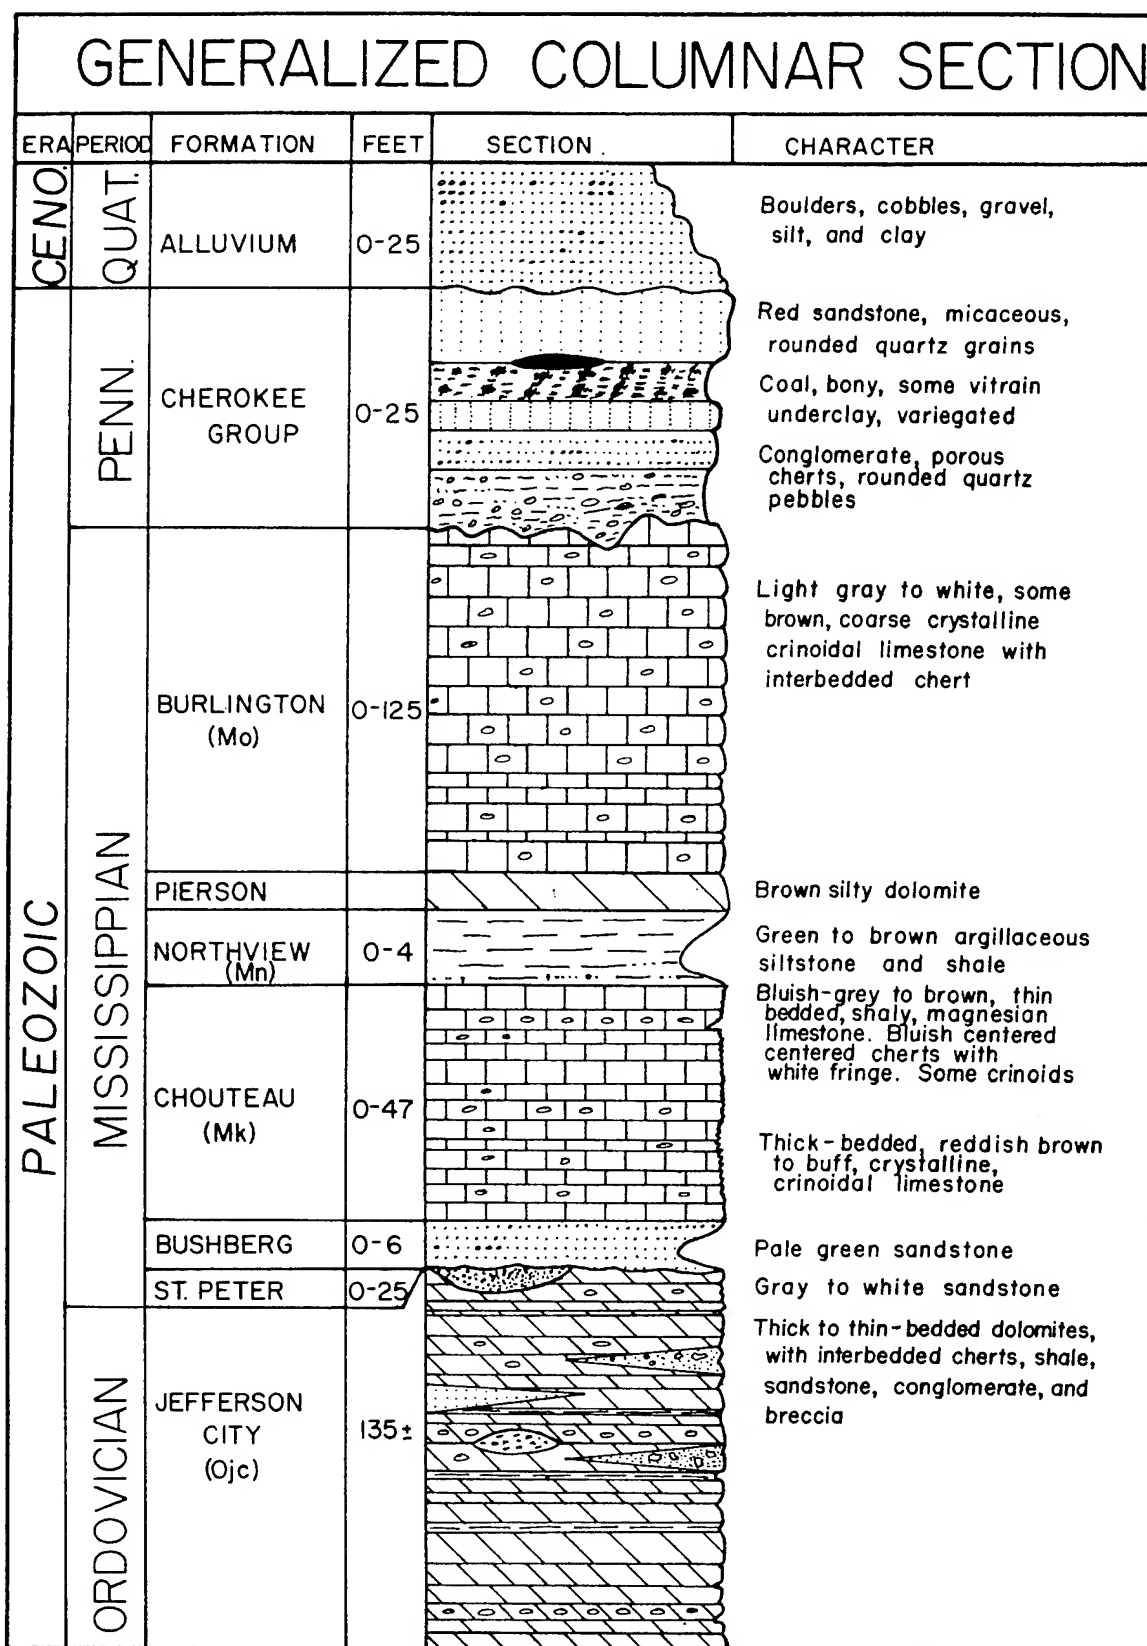 GENERALIZED COLUMNAR SECTION
ERA PERIOD FORMATION FEET SECTION. CHARACTER
CENO.
QUAT.
ALLUVIUM
0-25
Boulders, cobbles, gravel,
silt, and clay
PALEOZOIC
PENN.
CHEROKEE
GROUP
0-25
Red sandstone, micaceous,
rounded quartz grains
Coal, bony, some vitrain
underclay, variegated
Conglomerate, porous
cherts, rounded quartz
pebbles
MISSISSIPPIAN
BURLINGTON
(Mo)
0-125
Light gray to white, some
brown, coarse crystalline
crinoidal limestone with
interbedded chert
PIERSON
Brown silty dolomite
NORTHVIEW
(Mn)
0-4
Green to brown argillaceous
siltstone and shale
CHOUTEAU
(Mk)
0-47
Bluish-grey to brown, thin
bedded, shaly, magnesian
limestone. Bluish centered
centered cherts with
white fringe. Some crinoids
Thick-bedded, reddish brown
to buff, crystalline,
crinoidal limestone
BUSHBERG
0-6
Pale green sandstone
ST. PETER
0-25
Gray to white sandstone
ORDOVICIAN
JEFFERSON
CITY
(Ojc)
135±
Thick to thin-bedded dolomites,
with interbedded cherts, shale,
sandstone, conglomerate, and
breccia